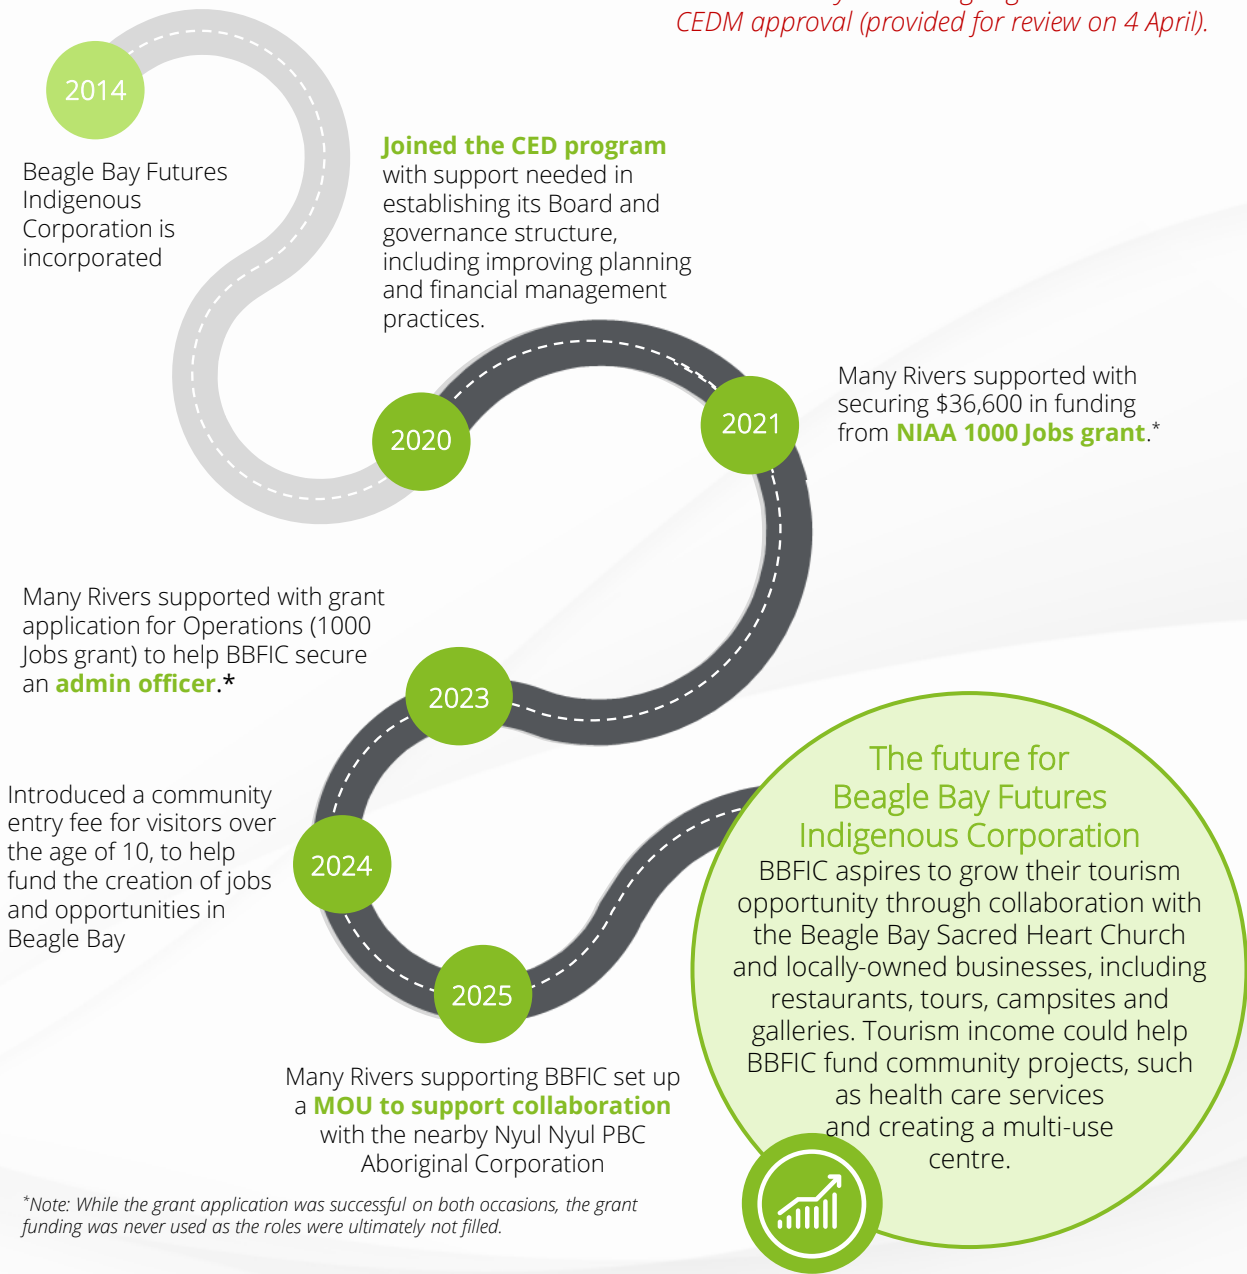 CEDM approval (provided for review on 4 April).
2014
Beagle Bay Futures
Indigenous
Corporation is
incorporated
Joined the CED program
with support needed in
establishing its Board and
governance structure,
including improving planning
and financial management
practices.
2020
2021
Many Rivers supported with
securing $36,600 in funding
from NIAA 1000 Jobs grant.*
Many Rivers supported with grant
application for Operations (1000
Jobs grant) to help BBFIC secure
an admin officer.*
2023
Introduced a community
entry fee for visitors over
the age of 10, to help
fund the creation of jobs
and opportunities in
Beagle Bay
2024
2025
Many Rivers supporting BBFIC set up
a MOU to support collaboration
with the nearby Nyul Nyul PBC
Aboriginal Corporation
The future for
Beagle Bay Futures
Indigenous Corporation
BBFIC aspires to grow their tourism
opportunity through collaboration with
the Beagle Bay Sacred Heart Church
and locally-owned businesses, including
restaurants, tours, campsites and
galleries. Tourism income could help
BBFIC fund community projects, such
as health care services
and creating a multi-use
centre.
*Note: While the grant application was successful on both occasions, the grant
funding was never used as the roles were ultimately not filled.